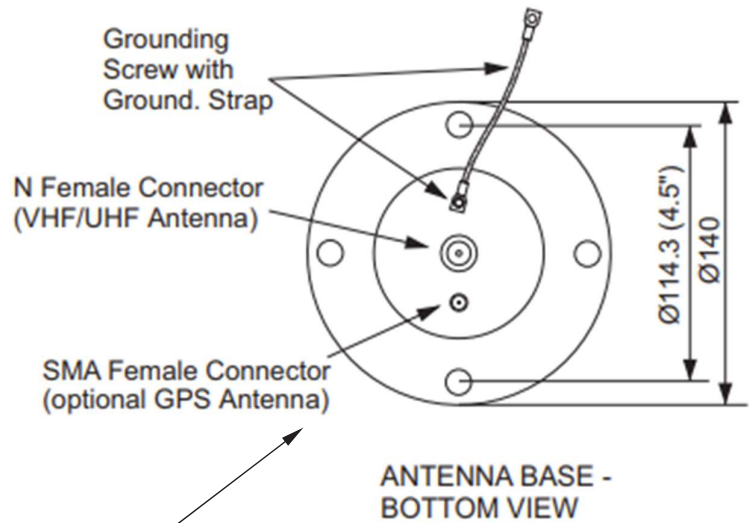 Grounding
Screw with
Ground. Strap
N Female Connector
(VHF/UHF Antenna)
SMA Female Connector
(optional GPS Antenna)
Ø114.3 (4.5")
Ø140
ANTENNA BASE -
BOTTOM VIEW